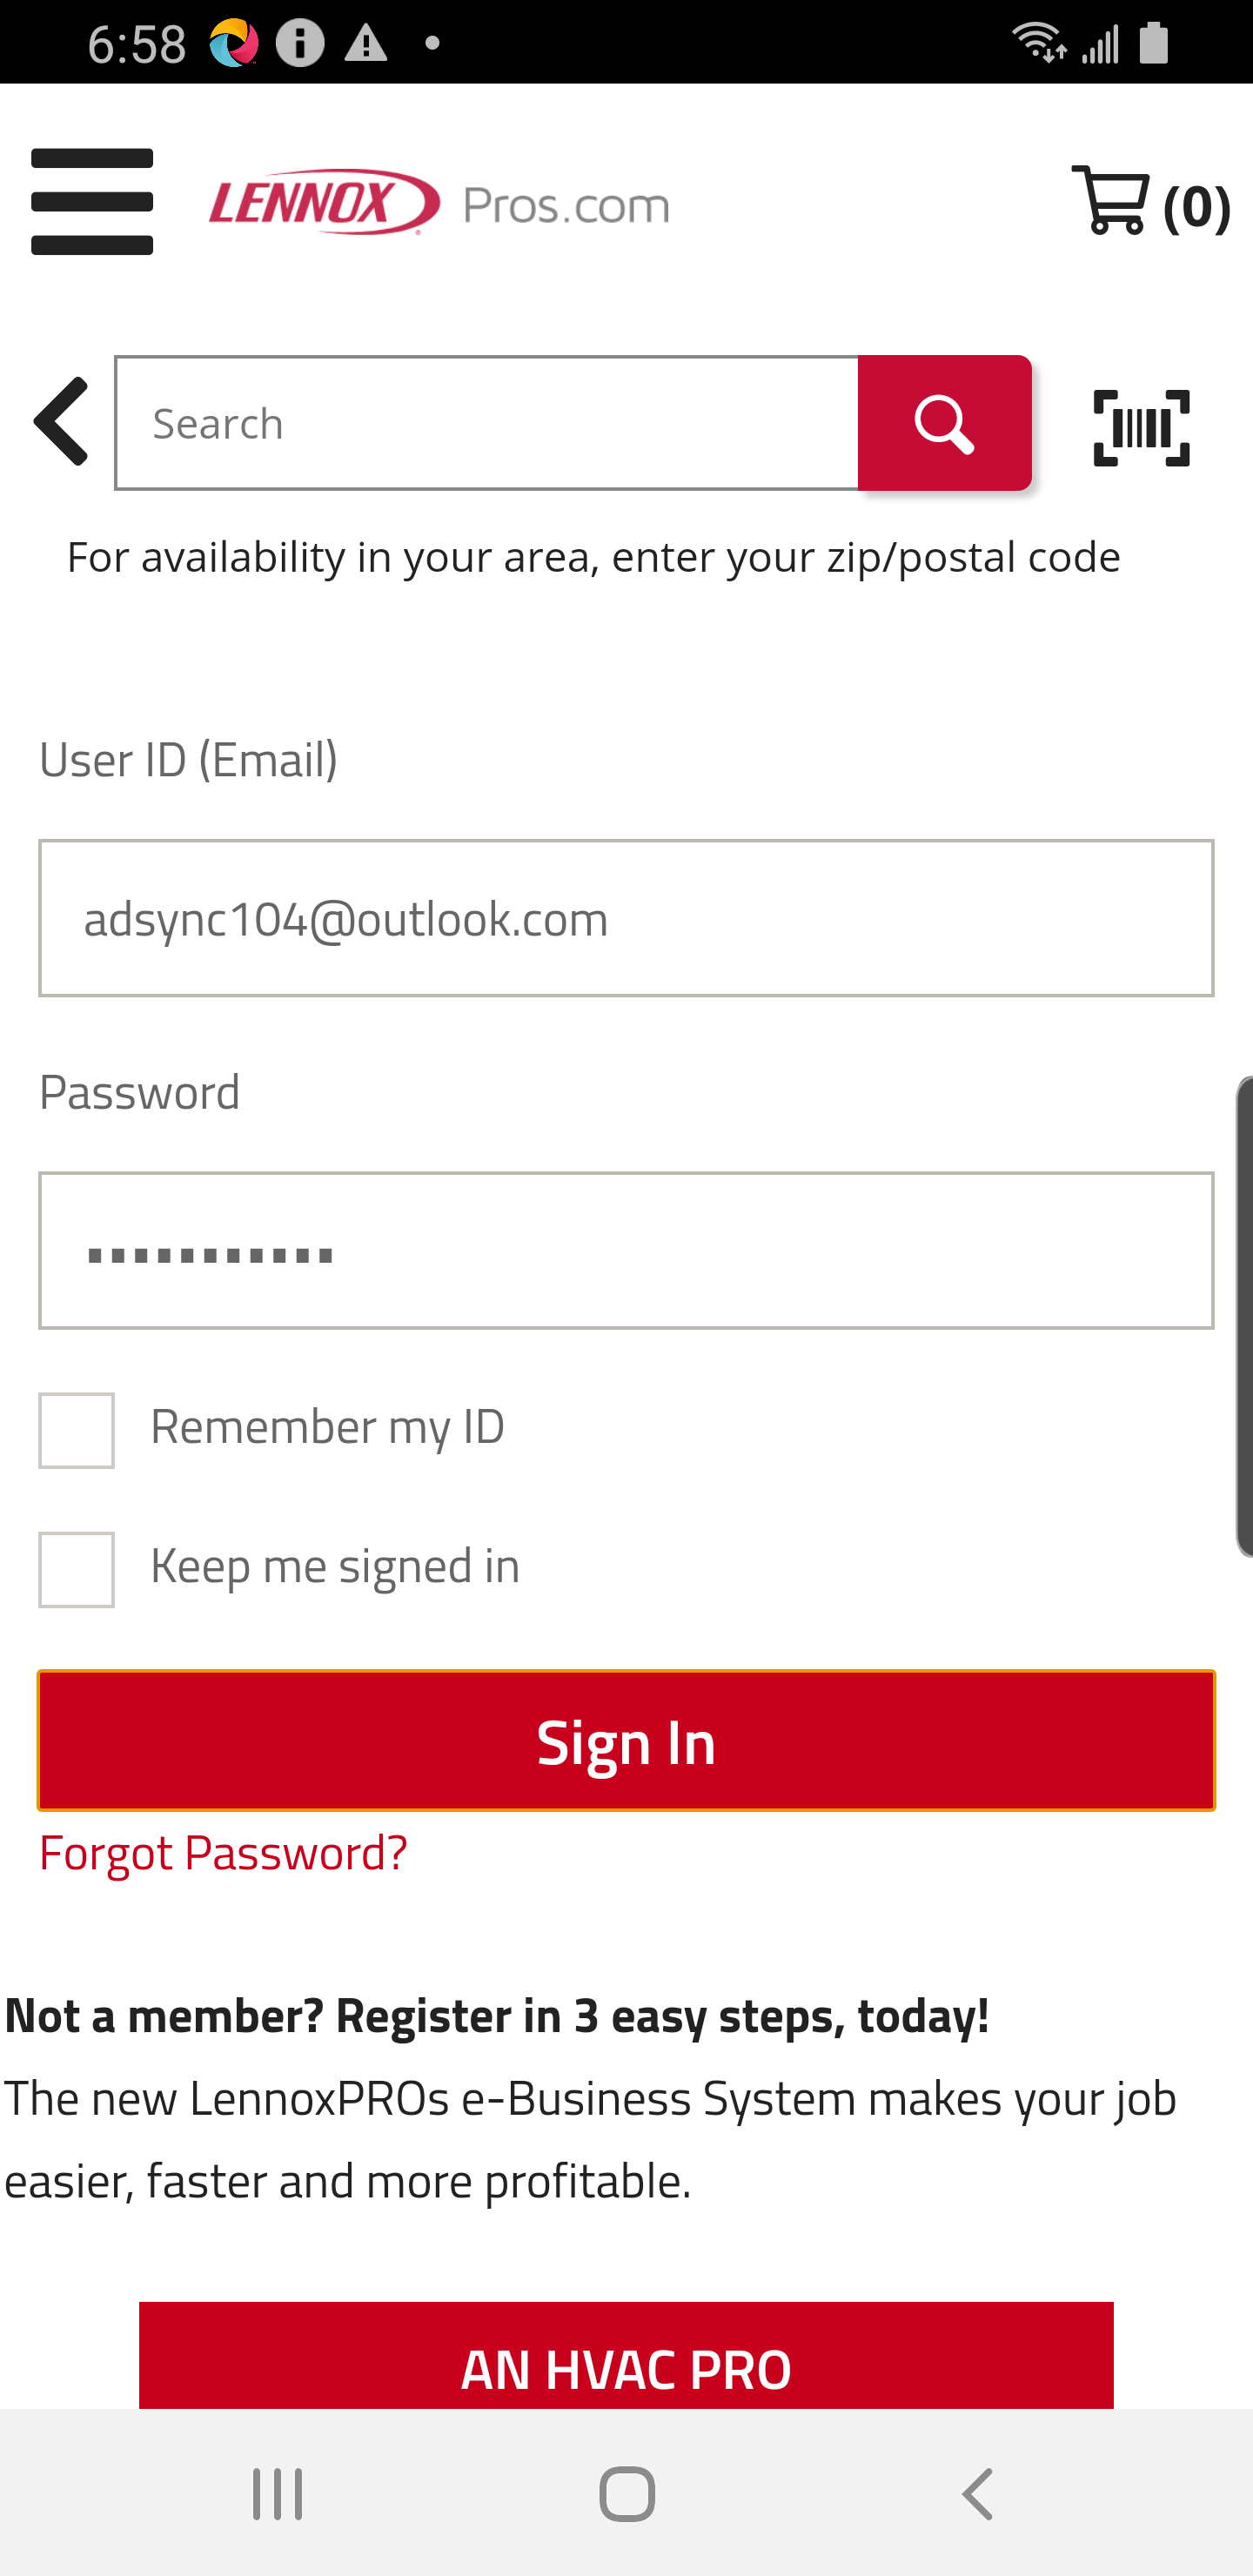 6:58
LENNOX Pros.com
(0)
Search
For availability in your area, enter your zip/postal code
User ID (Email)
adsync104@outlook.com
Password
Remember my ID
Keep me signed in
Sign In
Forgot Password?
Not a member? Register in 3 easy steps, today!
The new LennoxPROs e-Business System makes your job
easier, faster and more profitable.
AN HVAC PRO